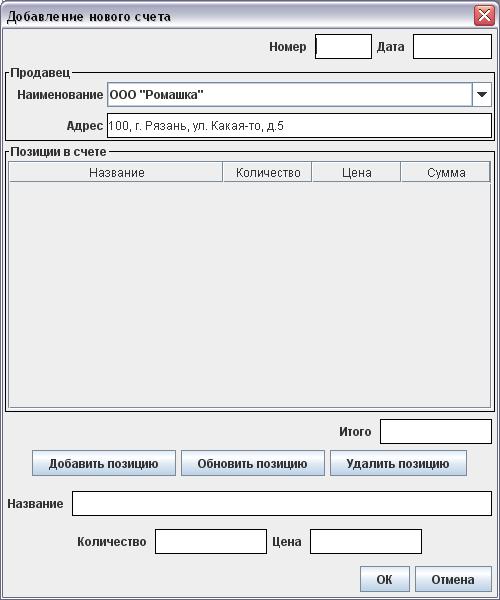 Добавление нового счета
Номер Дата
Продавец
Наименование ООО "Ромашка"
Адрес 100, г. Рязань, ул. Какая-то, д.5
Позиции в счете
Название Количество Цена Сумма
Итого
Добавить позицию Обновить позицию Удалить позицию
Название
Количество Цена
ОК Отмена